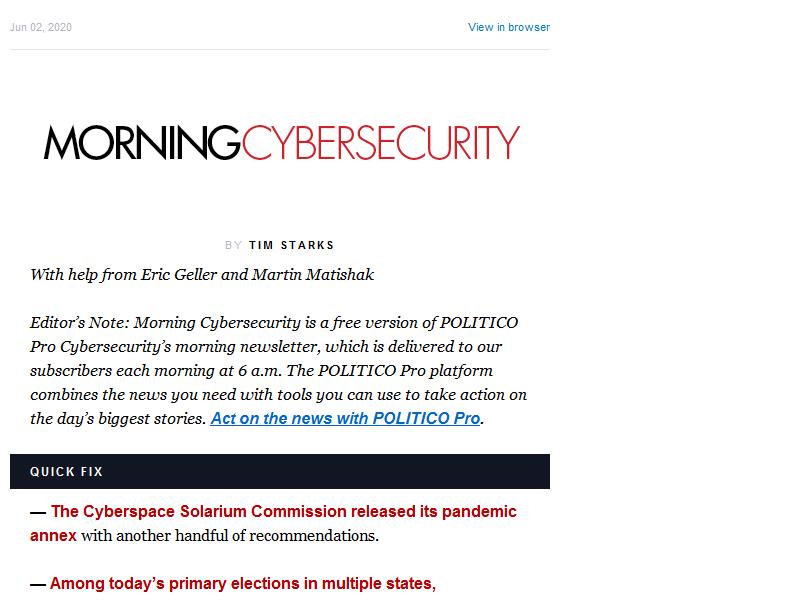 Jun 02, 2020 View in browser
MORNINGCYBERSECURITY
BY TIM STARKS
With help from Eric Geller and Martin Matishak
Editor's Note: Morning Cybersecurity is a free version of POLITICO
Pro Cybersecurity's morning newsletter, which is delivered to our
subscribers each morning at 6 a.m. The POLITICO Pro platform
combines the news you need with tools you can use to take action on
the day's biggest stories. Act on the news with POLITICO Pro.
QUICK FIX
— The Cyberspace Solarium Commission released its pandemic
annex with another handful of recommendations.
— Among today's primary elections in multiple states,